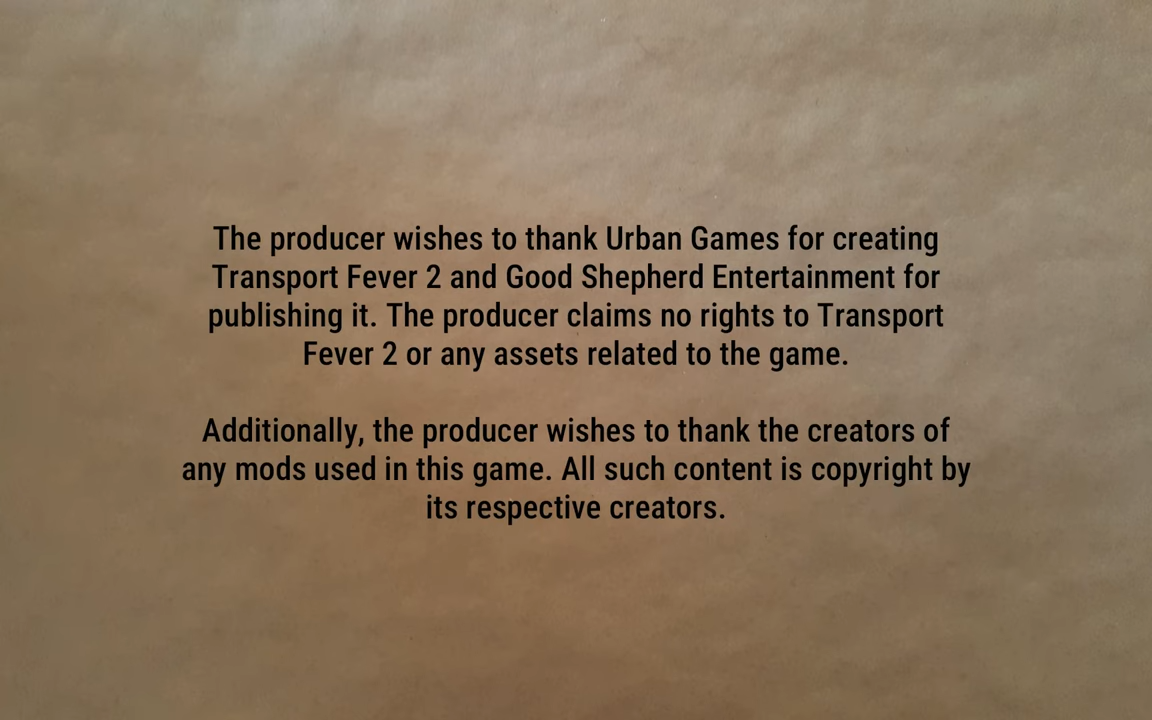 The producer wishes to thank Urban Games for creating
Transport Fever 2 and Good Shepherd Entertainment for
publishing it. The producer claims no rights to Transport
Fever 2 or any assets related to the game.
Additionally, the producer wishes to thank the creators of
any mods used in this game. All such content is copyright by
its respective creators.